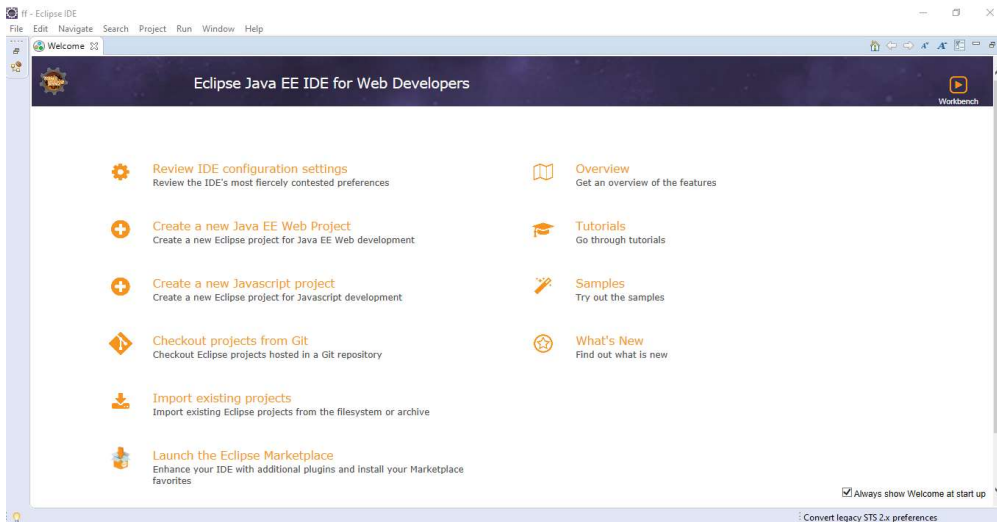 ff - Eclipse IDE
File Edit Navigate Search Project Run Window Help
Welcome
Eclipse Java EE IDE for Web Developers
Workbench
Review IDE configuration settings
Review the IDE's most fiercely contested preferences
Create a new Java EE Web Project
Create a new Eclipse project for Java EE Web development
Create a new Javascript project
Create a new Eclipse project for Javascript development
Checkout projects from Git
Checkout Eclipse projects hosted in a Git repository
Import existing projects
Import existing Eclipse projects from the filesystem or archive
Launch the Eclipse Marketplace
Enhance your IDE with additional plugins and install your Marketplace
favorites
Overview
Get an overview of the features
Tutorials
Go through tutorials
Samples
Try out the samples
What's New
Find out what is new
Always show Welcome at start up
Convert legacy STS 2.x preferences